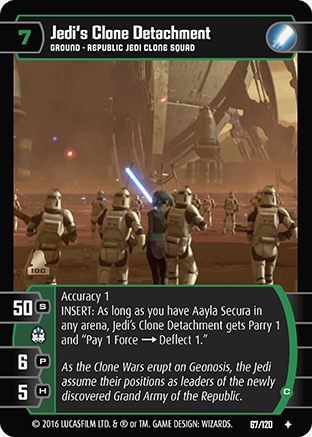 7
Jedi's Clone Detachment
GROUND - REPUBLIC JEDI CLONE SQUAD
IDC
50 S
6 P
5 H
Accuracy 1
INSERT: As long as you have Aayla Secura in
any arena, Jedi's Clone Detachment gets Parry 1
and "Pay 1 Force → Deflect 1."
As the Clone Wars erupt on Geonosis, the Jedi
assume their positions as leaders of the newly
discovered Grand Army of the Republic.
C
© 2016 LUCASFILM LTD. & ® or TM. GAME DESIGN: WIZARDS.
67/120